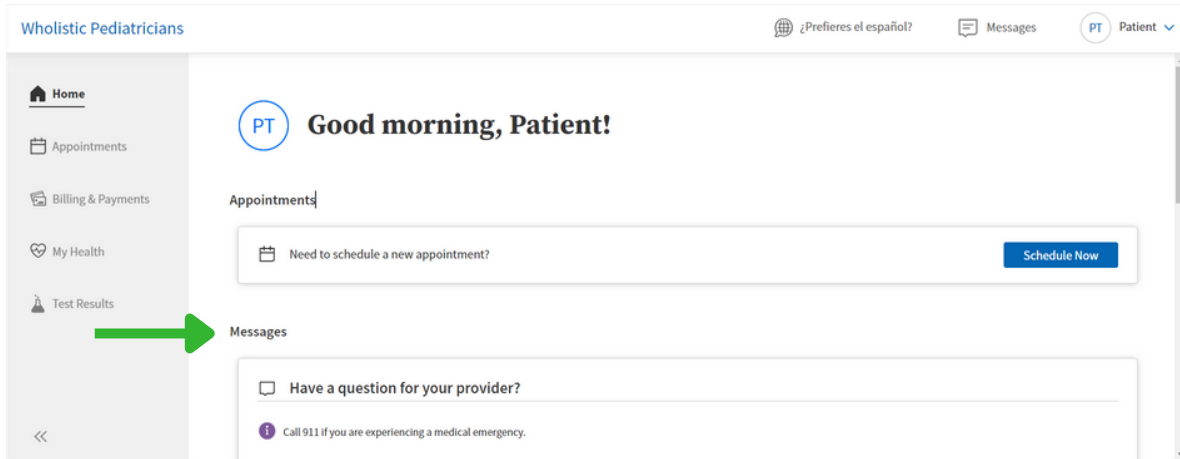 Wholistic Pediatricians
¿Prefieres el español?
Messages
PT
Patient
Home
Appointments
Billing & Payments
My Health
Test Results
PT
Good morning, Patient!
Appointments
Need to schedule a new appointment?
Schedule Now
Messages
Have a question for your provider?
i
Call 911 if you are experiencing a medical emergency.